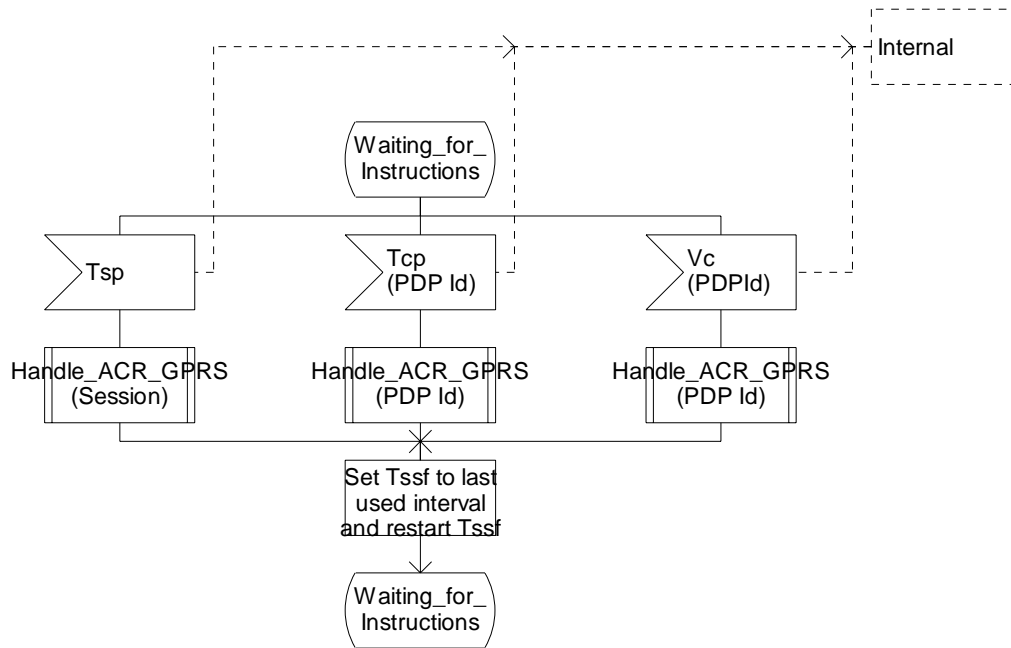 Internal
Waiting_for_
Instructions
Tsp
Tcp
(PDP Id)
Vc
(PDPId)
Handle_ACR_GPRS
(Session)
Handle_ACR_GPRS
(PDP Id)
Handle_ACR_GPRS
(PDP Id)
Set Tssf to last
used interval
and restart Tssf
Waiting_for_
Instructions